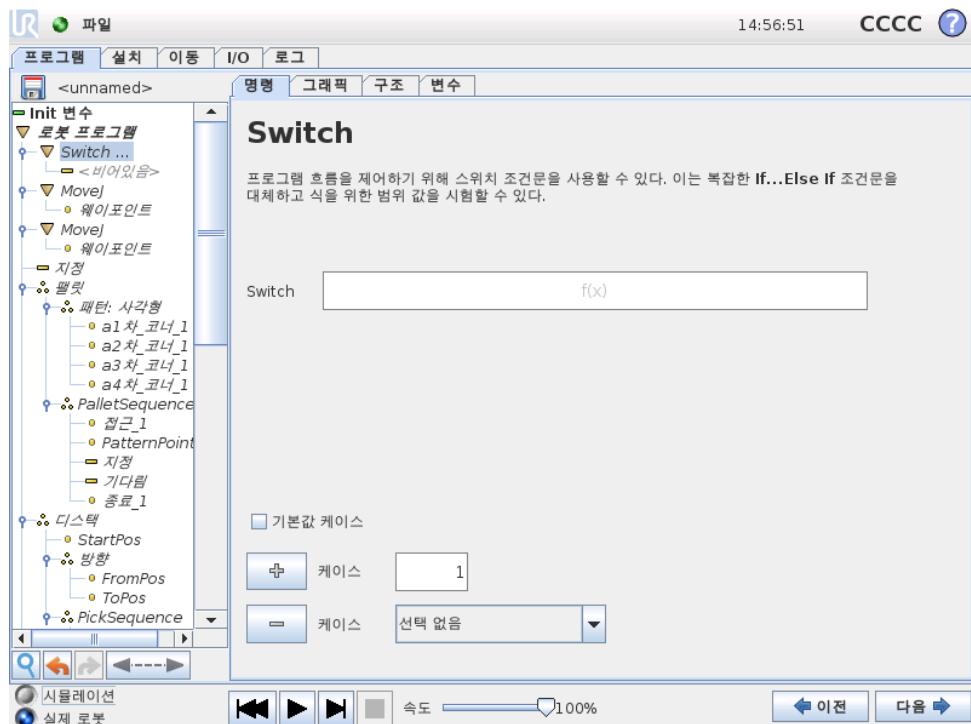 UR 파일 14:56:51 CCCC ?
프로그램 설치 이동 I/O 로그
<unnamed>
명령 그래픽 구조 변수
Init 변수
로봇 프로그램
Switch ...
<비어있음>
MoveJ
웨이포인트
MoveJ
웨이포인트
지정
팰릿
패턴: 사각형
a1차_코너_1
a2차_코너_1
a3차_코너_1
a4차_코너_1
PalletSequence
접근_1
PatternPoint
지정
기다림
종료_1
디스택
StartPos
방향
FromPos
ToPos
PickSequence
Switch
프로그램 흐름을 제어하기 위해 스위치 조건문을 사용할 수 있다. 이는 복잡한 If...Else If 조건문을
대체하고 식을 위한 범위 값을 시험할 수 있다.
Switch f(x)
기본값 케이스
케이스 1
케이스 선택 없음
시뮬레이션
실제 로봇
속도 100%
이전 다음